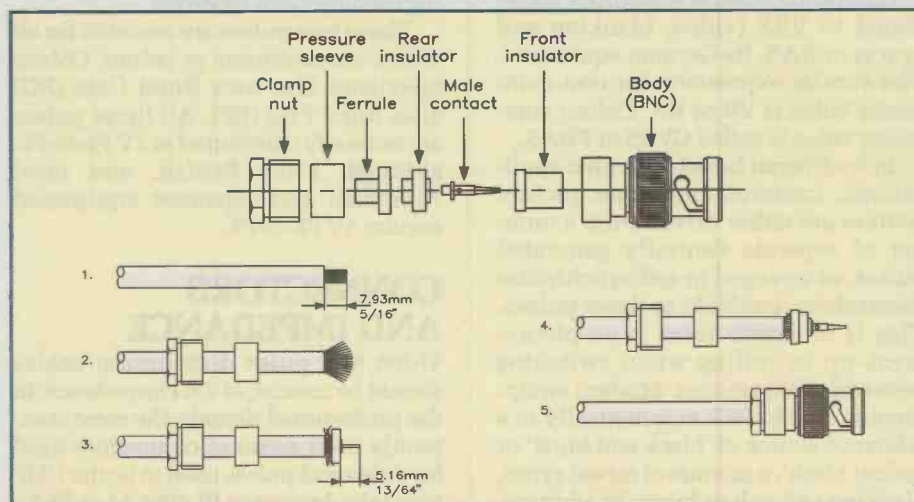 Pressure sleeve
Rear insulator
Front insulator
Clamp nut
Ferrule
Male contact
Body (BNC)
1.
7.93mm
5/16"
2.
3.
5.16mm
13/64"
4.
5.